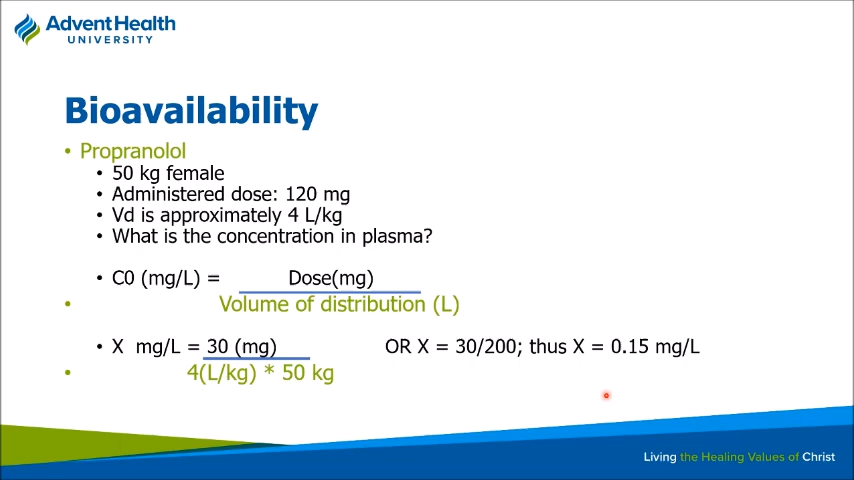 AdventHealth
UNIVERSITY
Bioavailability
• Propranolol
• 50 kg female
• Administered dose: 120 mg
• Vd is approximately 4 L/kg
• What is the concentration in plasma?
• C0 (mg/L) = Dose(mg)
• Volume of distribution (L)
• X mg/L = 30 (mg) OR X = 30/200; thus X = 0.15 mg/L
• 4(L/kg) * 50 kg
Living the Healing Values of Christ